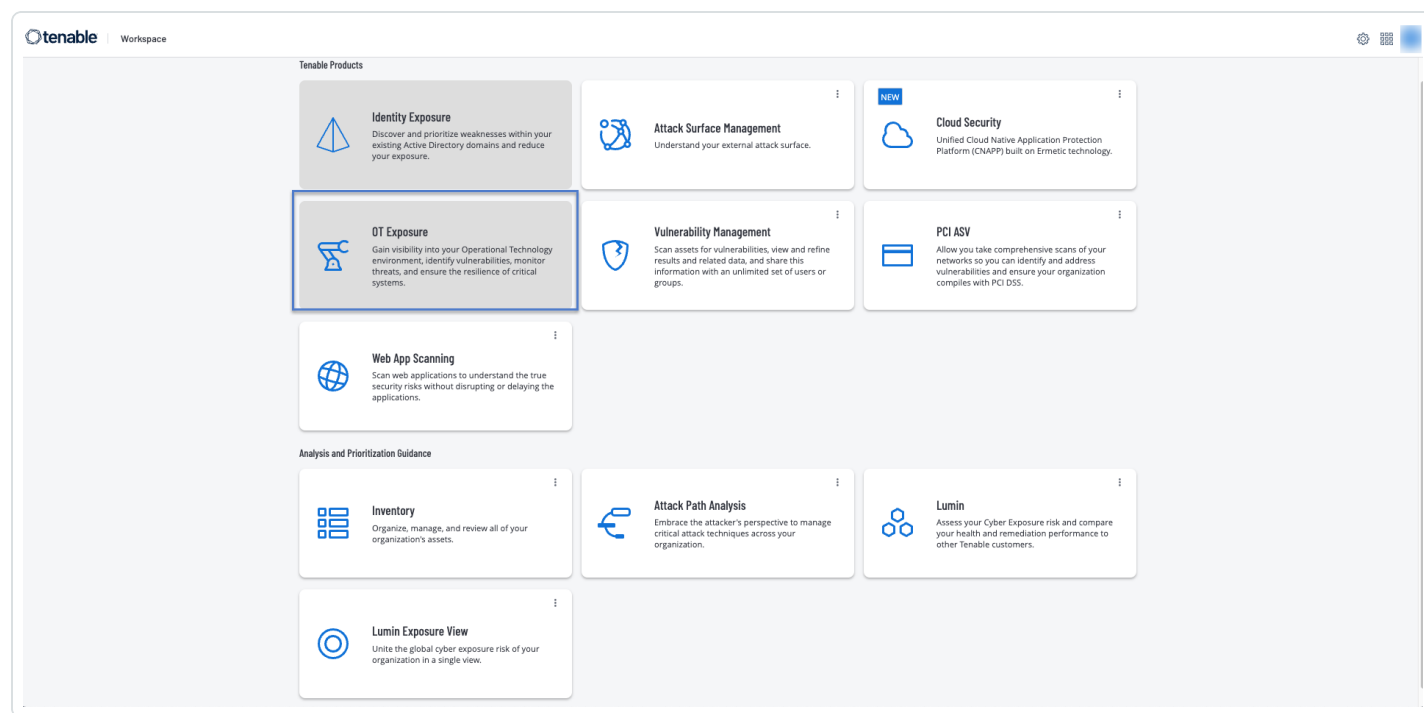 tenable
Workspace
Tenable Products
Identity Exposure
Discover and prioritize weaknesses within your
existing Active Directory domains and reduce
your exposure.
Attack Surface Management
Understand your external attack surface.
NEW
Cloud Security
Unified Cloud Native Application Protection
Platform (CNAPP) built on Ermetic technology.
OT Exposure
Gain visibility into your Operational Technology
environment, identify vulnerabilities, monitor
threats, and ensure the resilience of critical
systems.
Vulnerability Management
Scan assets for vulnerabilities, view and refine
results and related data, and share this
information with an unlimited set of users or
groups.
PCI ASV
Allow you take comprehensive scans of your
networks so you can identify and address
vulnerabilities and ensure your organization
compiles with PCI DSS.
Web App Scanning
Scan web applications to understand the true
security risks without disrupting or delaying the
applications.
Analysis and Prioritization Guidance
Inventory
Organize, manage, and review all of your
organization's assets.
Attack Path Analysis
Embrace the attacker's perspective to manage
critical attack techniques across your
organization.
Lumin
Assess your Cyber Exposure risk and compare
your health and remediation performance to
other Tenable customers.
Lumin Exposure View
Unite the global cyber exposure risk of your
organization in a single view.